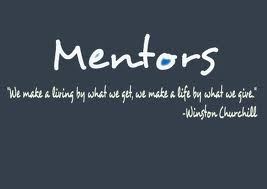 Mentors
"We make a living by what we get, we make a life by what we give."
-Winston Churchill